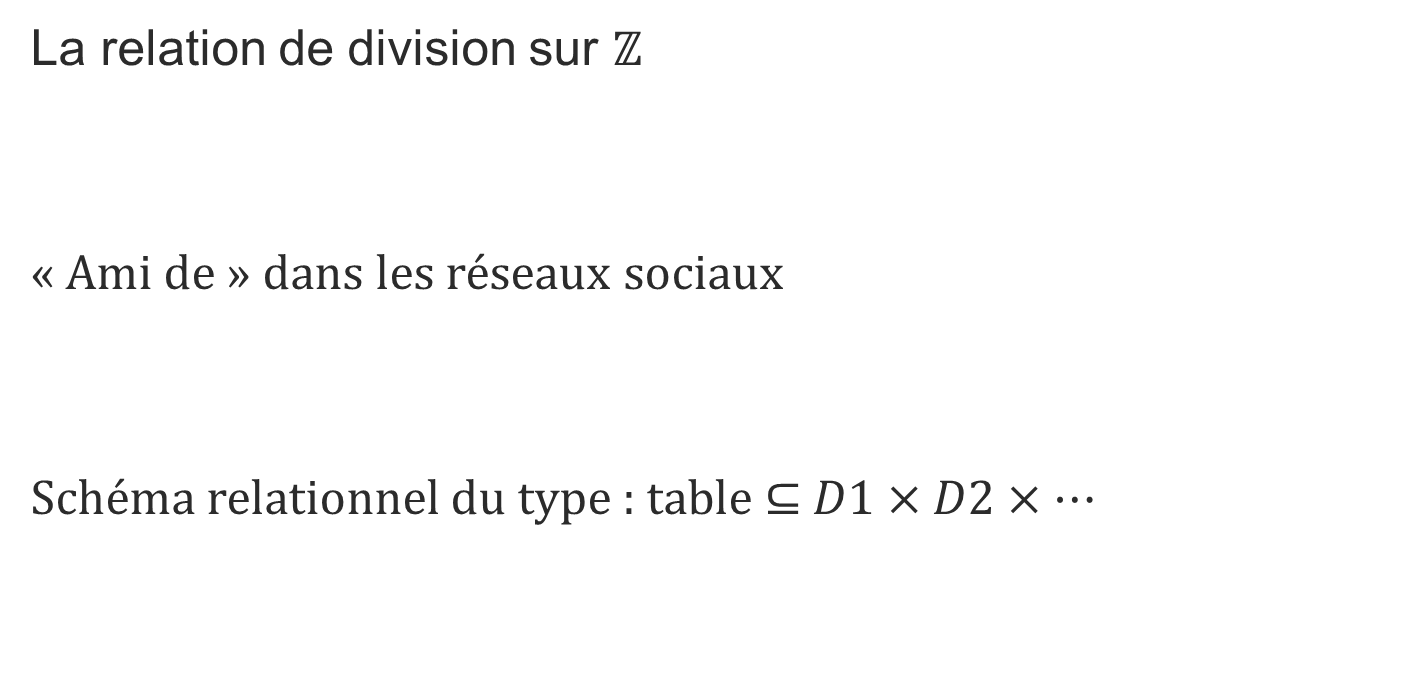 La relation de division sur ℤ
« Ami de » dans les réseaux sociaux
Schéma relationnel du type : table ⊆ D1 × D2 × ⋯